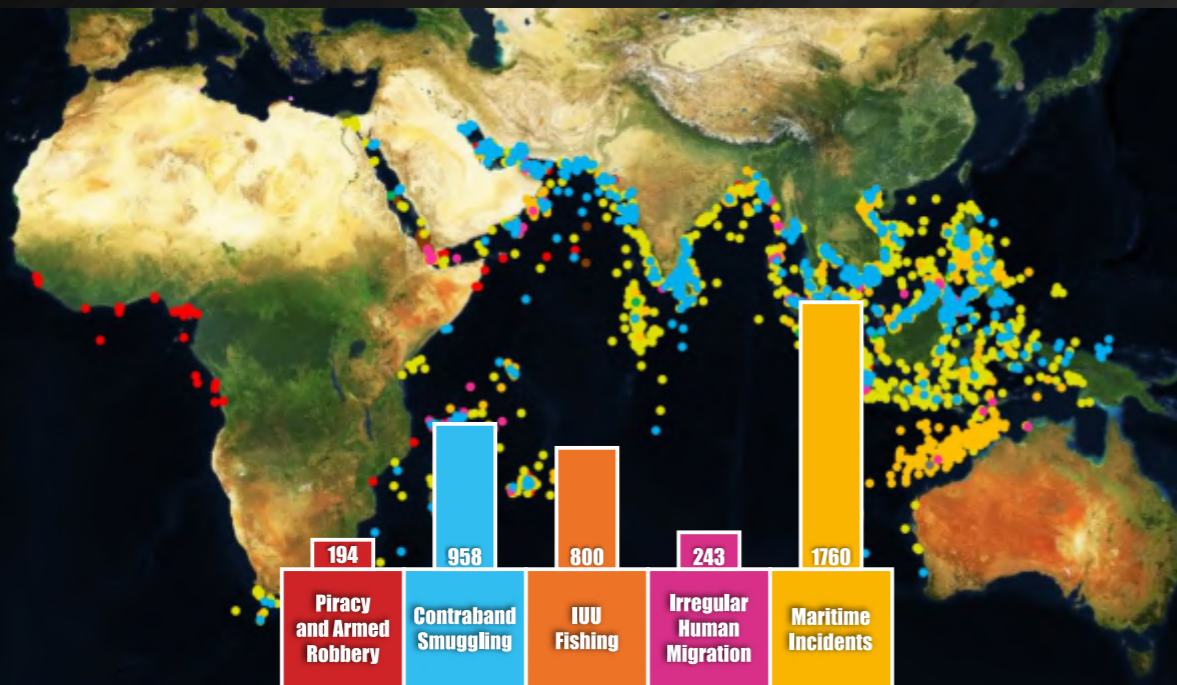 194
958
800
243
1760
Piracy
and Armed
Robbery
Contraband
Smuggling
IUU
Fishing
Irregular
Human
Migration
Maritime
Incidents